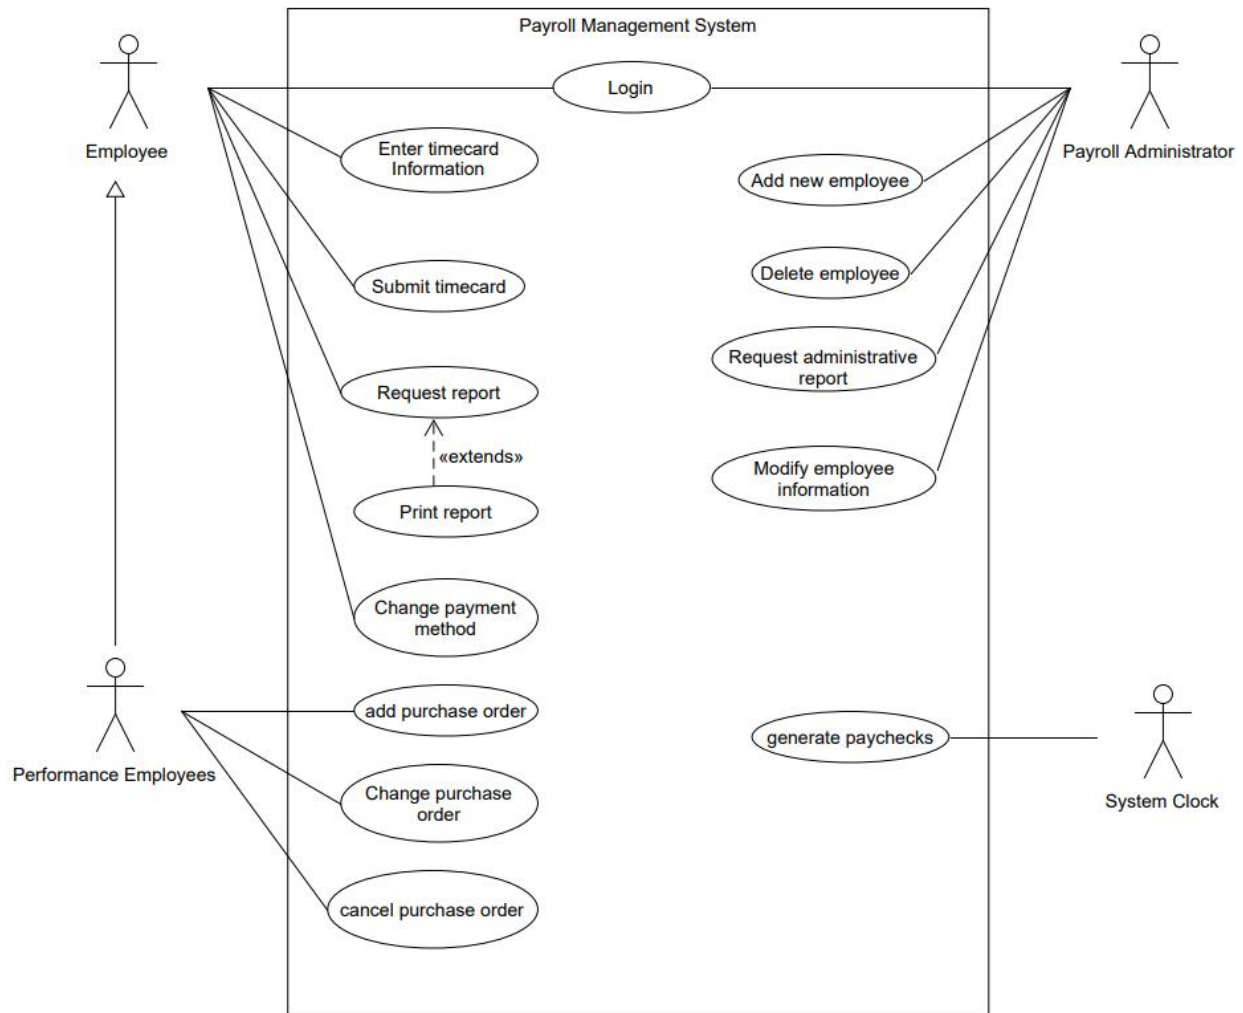 Payroll Management System
Login
Employee
Payroll Administrator
Enter timecard
Information
Add new employee
Submit timecard
Delete employee
Request report
Request administrative
report
«extends»
Modify employee
information
Print report
Change payment
method
add purchase order
generate paychecks
Performance Employees
Change purchase
order
System Clock
cancel purchase order